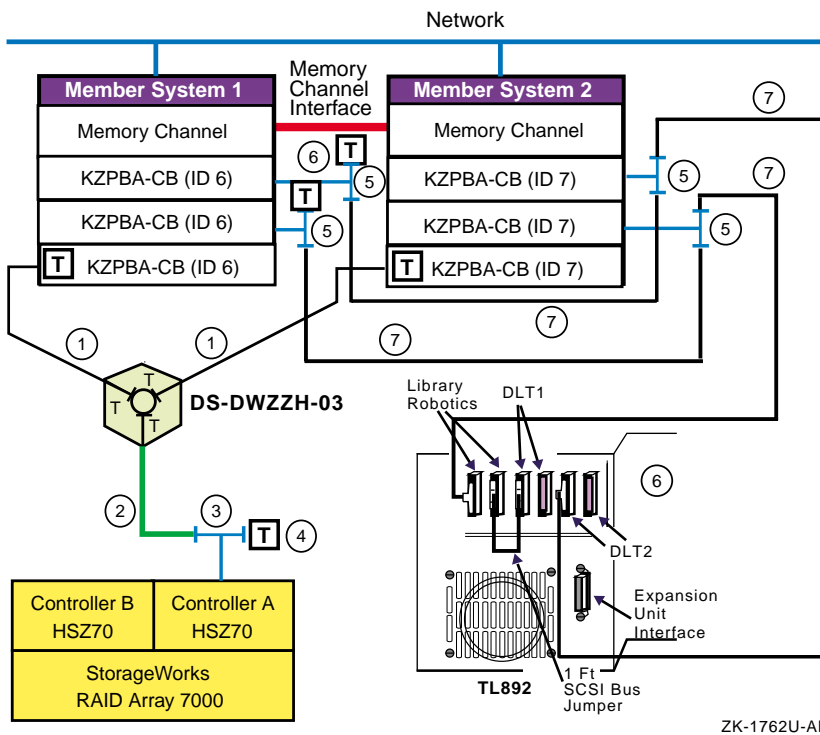 Network
Member System 1
Memory
Channel
Interface
Member System 2
Memory Channel
Memory Channel
KZPBA-CB (ID 6)
KZPBA-CB (ID 6)
T KZPBA-CB (ID 6)
6
T
T
5
5
KZPBA-CB (ID 7)
KZPBA-CB (ID 7)
T KZPBA-CB (ID 7)
7
7
5
5
7
7
1
1
T
T
T
DS-DWZZH-03
2
3
T
4
Controller B
HSZ70
Controller A
HSZ70
StorageWorks
RAID Array 7000
Library
Robotics
DLT1
6
DLT2
Expansion
Unit
Interface
TL892
1 Ft
SCSI Bus
Jumper